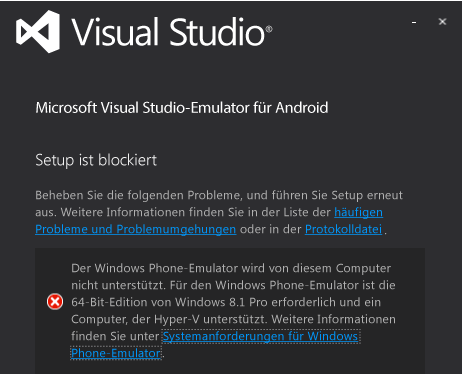 Visual Studio®
Microsoft Visual Studio-Emulator für Android
Setup ist blockiert
Beheben Sie die folgenden Probleme, und führen Sie Setup erneut
aus. Weitere Informationen finden Sie in der Liste der häufigen
Probleme und Problemumgehungen oder in der Protokolldatei.
Der Windows Phone-Emulator wird von diesem Computer
nicht unterstützt. Für den Windows Phone-Emulator ist die
64-Bit-Edition von Windows 8.1 Pro erforderlich und ein
Computer, der Hyper-V unterstützt. Weitere Informationen
finden Sie unter Systemanforderungen für Windows
Phone-Emulator.